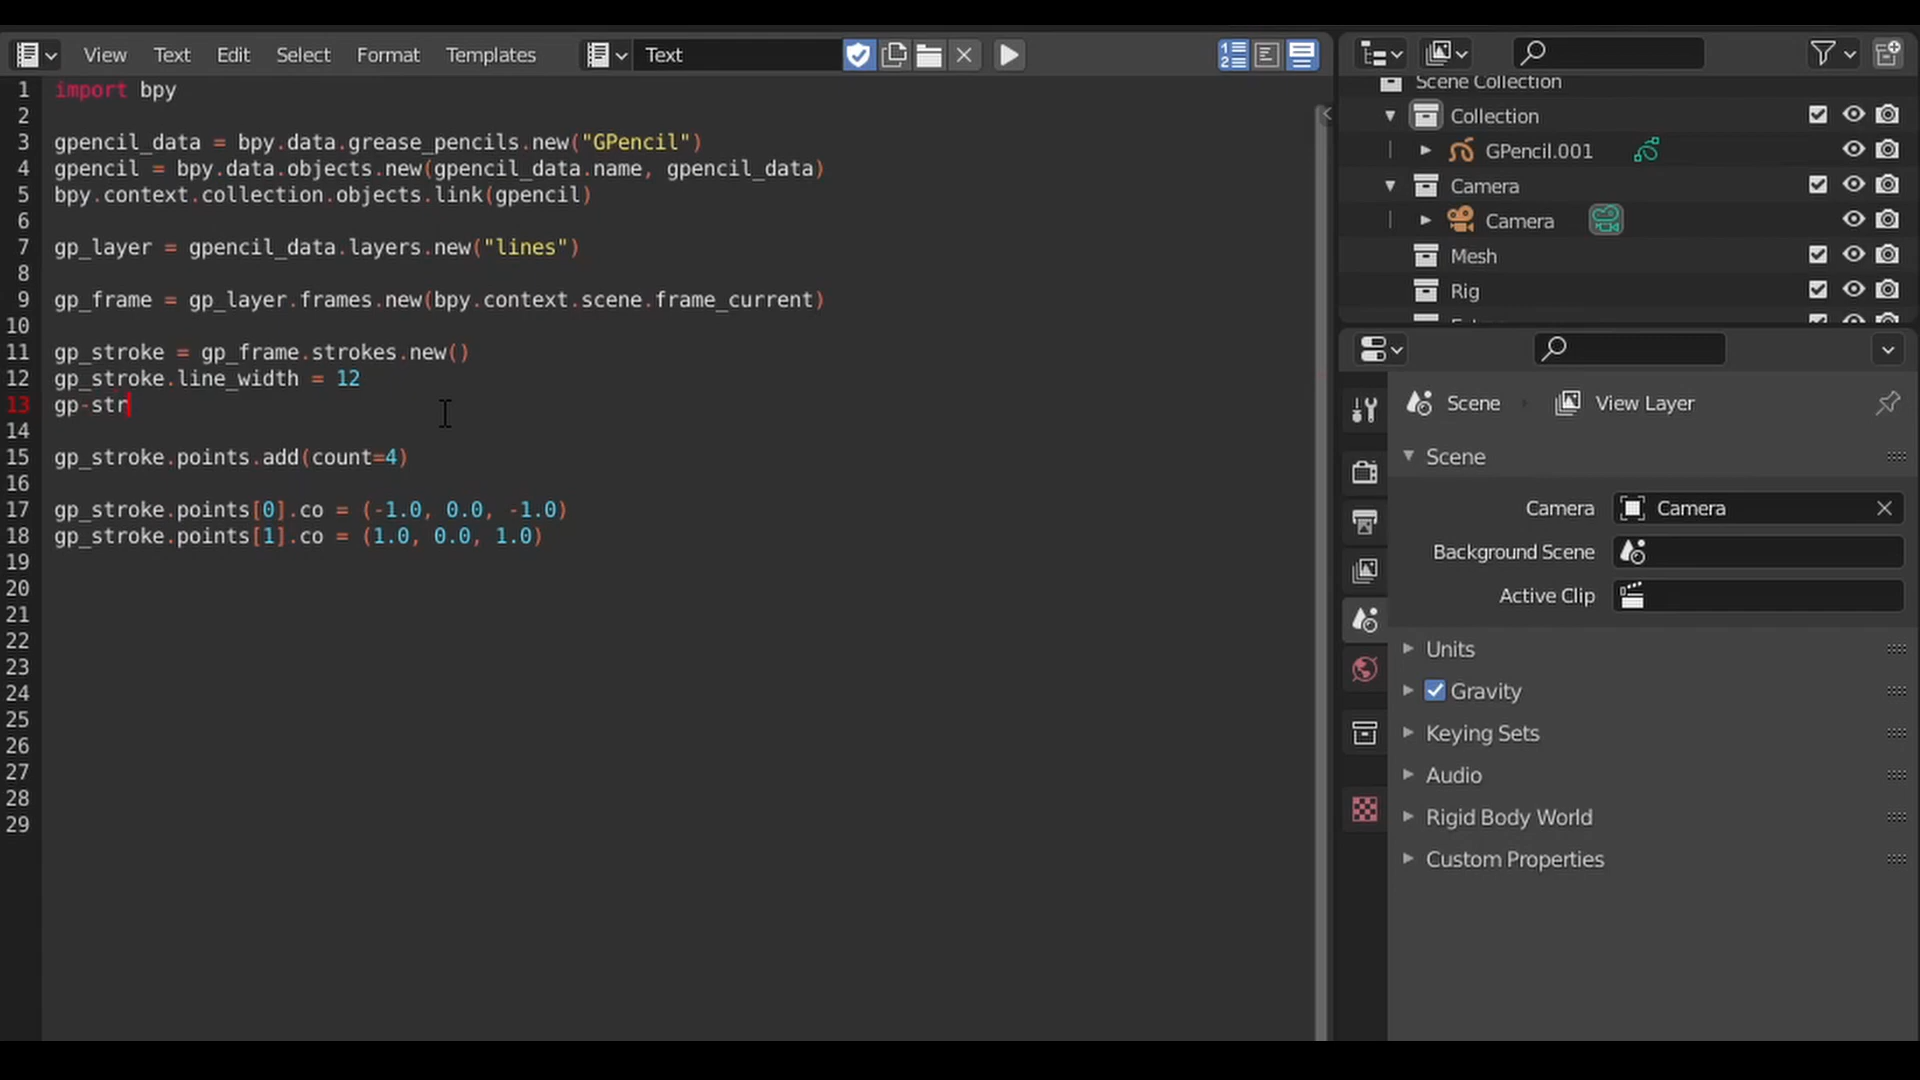 View Text Edit Select Format Templates Text
1 import bpy
2
3 gpencil_data = bpy.data.grease_pencils.new("GPencil")
4 gpencil = bpy.data.objects.new(gpencil_data.name, gpencil_data)
5 bpy.context.collection.objects.link(gpencil)
6
7 gp_layer = gpencil_data.layers.new("lines")
8
9 gp_frame = gp_layer.frames.new(bpy.context.scene.frame_current)
10
11 gp_stroke = gp_frame.strokes.new()
12 gp_stroke.line_width = 12
13 gp-str
14
15 gp_stroke.points.add(count=4)
16
17 gp_stroke.points[0].co = (-1.0, 0.0, -1.0)
18 gp_stroke.points[1].co = (1.0, 0.0, 1.0)
19
20
21
22
23
24
25
26
27
28
29
Scene Collection
Collection
GPencil.001
Camera
Camera
Mesh
Rig
Scene View Layer
Scene
Camera Camera
Background Scene
Active Clip
Units
Gravity
Keying Sets
Audio
Rigid Body World
Custom Properties